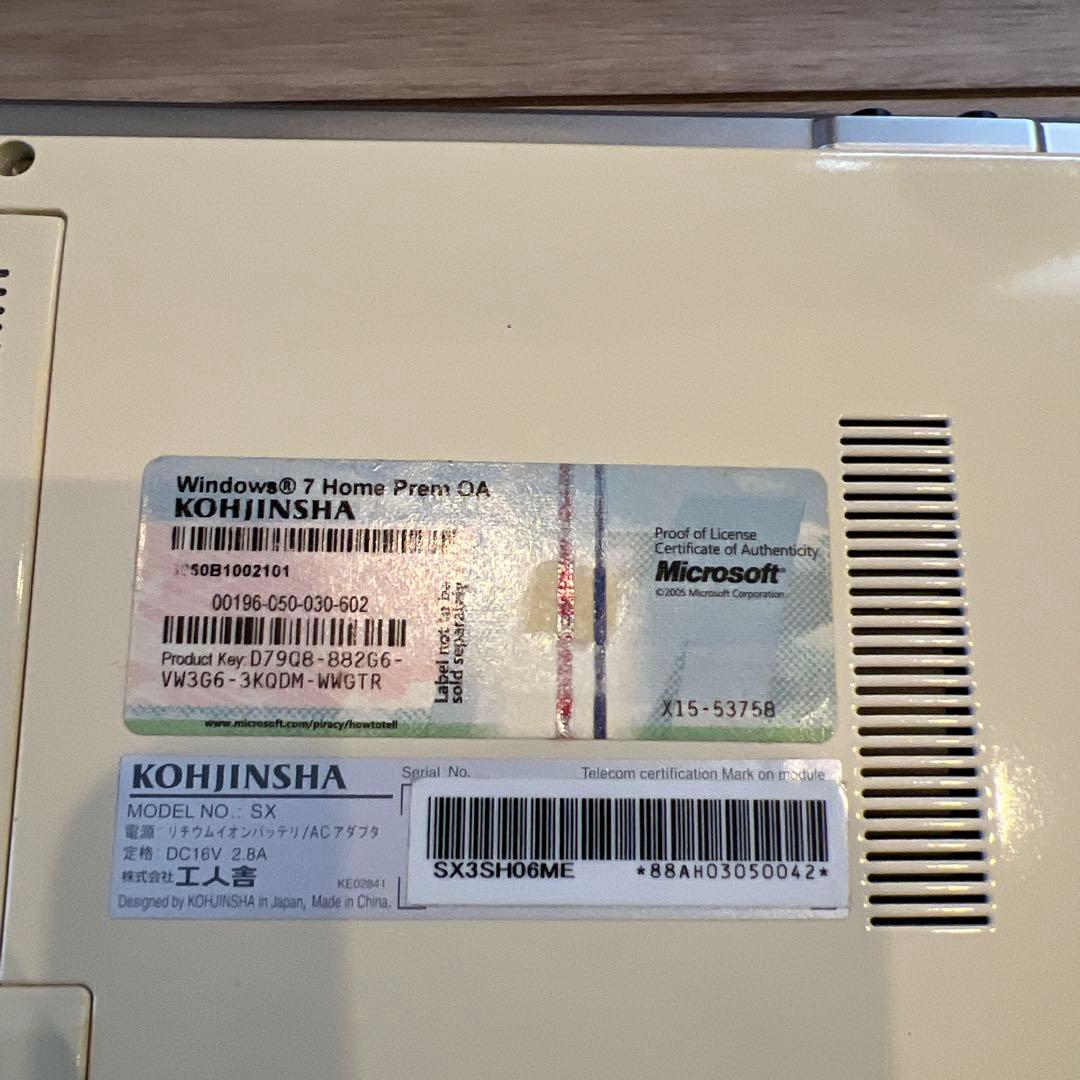 Windows® 7 Home Prem OA
KOHJINSHA
60B1002101
00196-050-030-602
Product Key: D79Q8-882G6-
VW3G6-3KQDM-WWGTR
www.microsoft.com/piracy/howtotell
Label not to be
sold separately
Proof of License
Certificate of Authenticity
Microsoft®
©2005 Microsoft Corporation
X15-53758
KOHJINSHA
Serial No.
Telecom certification Mark on module
MODEL NO.: SX
電源: リチウムイオンバッテリ/ACアダプタ
定格: DC16V 2.8A
株式会社 工人舎
KE02841
Designed by KOHJINSHA in Japan, Made in China.
SX3SH06ME
*88AH03050042*